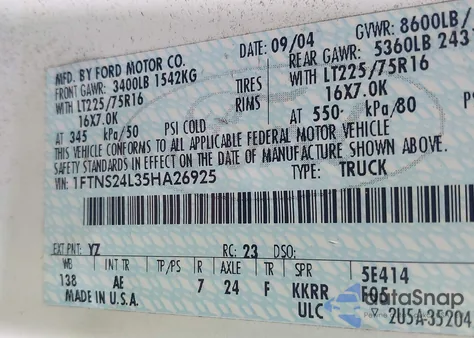 DATE: 09/04 GVWR: 8600LB/
MFD. BY FORD MOTOR CO. REAR GAWR: 5360LB 2431
FRONT GAWR: 3400LB 1542KG WITH LT225/75R16
WITH LT225/75R16 TIRES 16X7.0K
16X7.0K RIMS AT 550 kPa/80
AT 345 kPa/50 PSI COLD
THIS VEHICLE CONFORMS TO ALL APPLICABLE FEDERAL MOTOR VEHICLE
SAFETY STANDARDS IN EFFECT ON THE DATE OF MANUFACTURE SHOWN ABOVE.
VIN: 1FTNS24L35HA26925 TYPE: TRUCK
EXT PNT: YZ RC: 23 DSO:
WB INT TR TP/PS R AXLE TR SPR 5E414
138 AE 7 24 F KKRR F05
MADE IN U.S.A. ULC 2U5A-35204
dataSnap